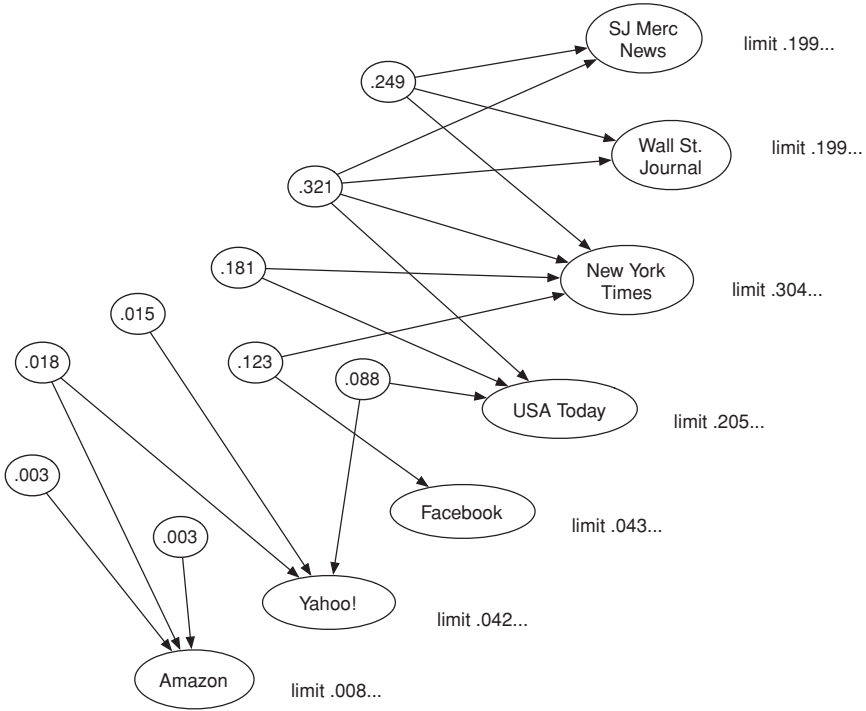 SJ Merc
News
limit .199...
.249
Wall St.
Journal
limit .199...
.321
.181
New York
Times
limit .304...
.015
.018
.123
.088
USA Today
limit .205...
.003
Facebook
limit .043...
.003
Yahoo!
limit .042...
Amazon
limit .008...